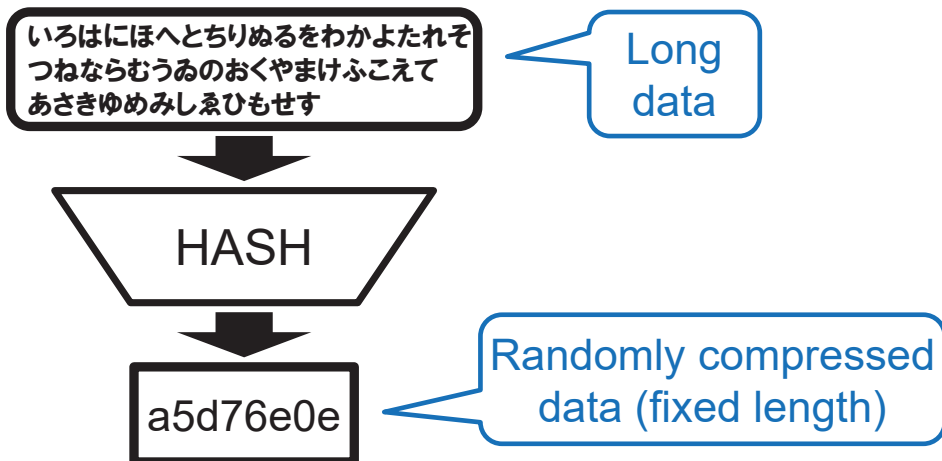 いろはにほへとちりぬるをわかよたれそ
つねならむうゐのおくやまけふこえて
あさきゆめみしゑひもせす
Long
data
HASH
Randomly compressed
data (fixed length)
a5d76e0e